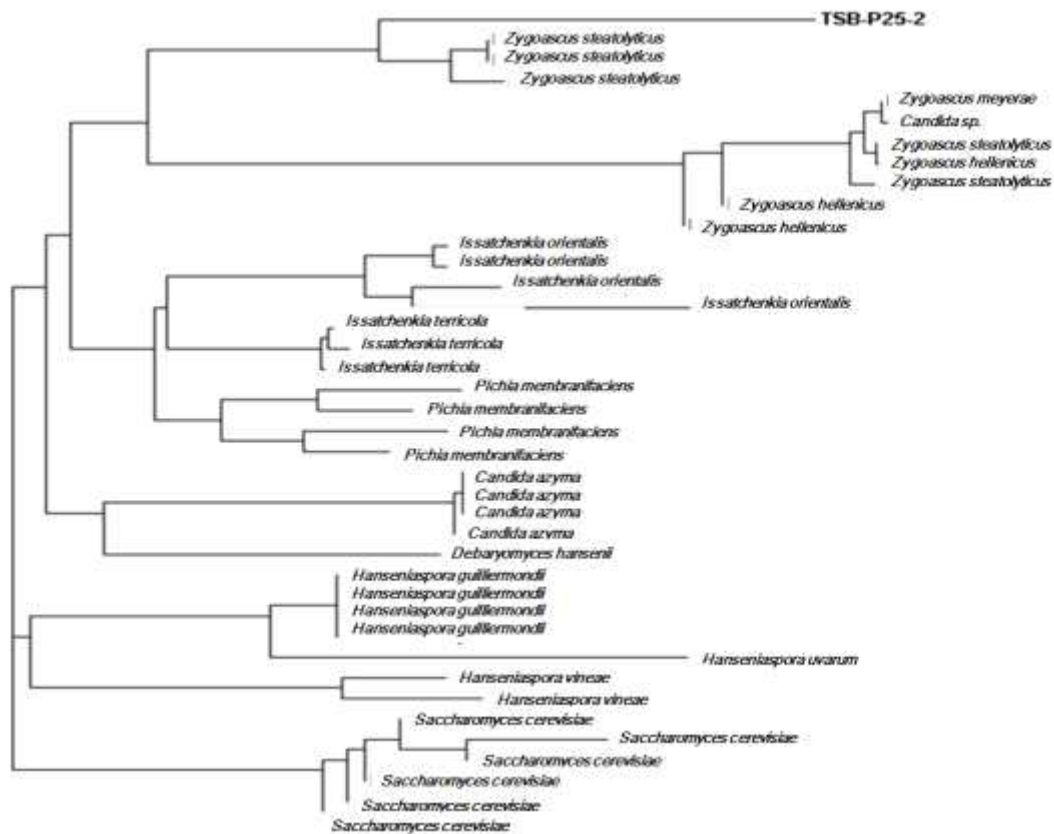 TSB-P25-2
Zygoascus steatolyticus
Zygoascus steatolyticus
Zygoascus steatolyticus
Zygoascus meyerae
Candida sp.
Zygoascus steatolyticus
Zygoascus hellenicus
Zygoascus steatolyticus
Zygoascus hellenicus
Zygoascus hellenicus
Issatchenkia orientalis
Issatchenkia orientalis
Issatchenkia orientalis
Issatchenkia orientalis
Issatchenkia terricola
Issatchenkia terricola
Issatchenkia terricola
Pichia membranifaciens
Pichia membranifaciens
Pichia membranifaciens
Pichia membranifaciens
Candida azyma
Candida azyma
Candida azyma
Candida azyma
Debaryomyces hansenii
Hanseniaspora guilliermondii
Hanseniaspora guilliermondii
Hanseniaspora guilliermondii
Hanseniaspora guilliermondii
Hanseniaspora uvarum
Hanseniaspora vineae
Hanseniaspora vineae
Saccharomyces cerevisiae
Saccharomyces cerevisiae
Saccharomyces cerevisiae
Saccharomyces cerevisiae
Saccharomyces cerevisiae
Saccharomyces cerevisiae